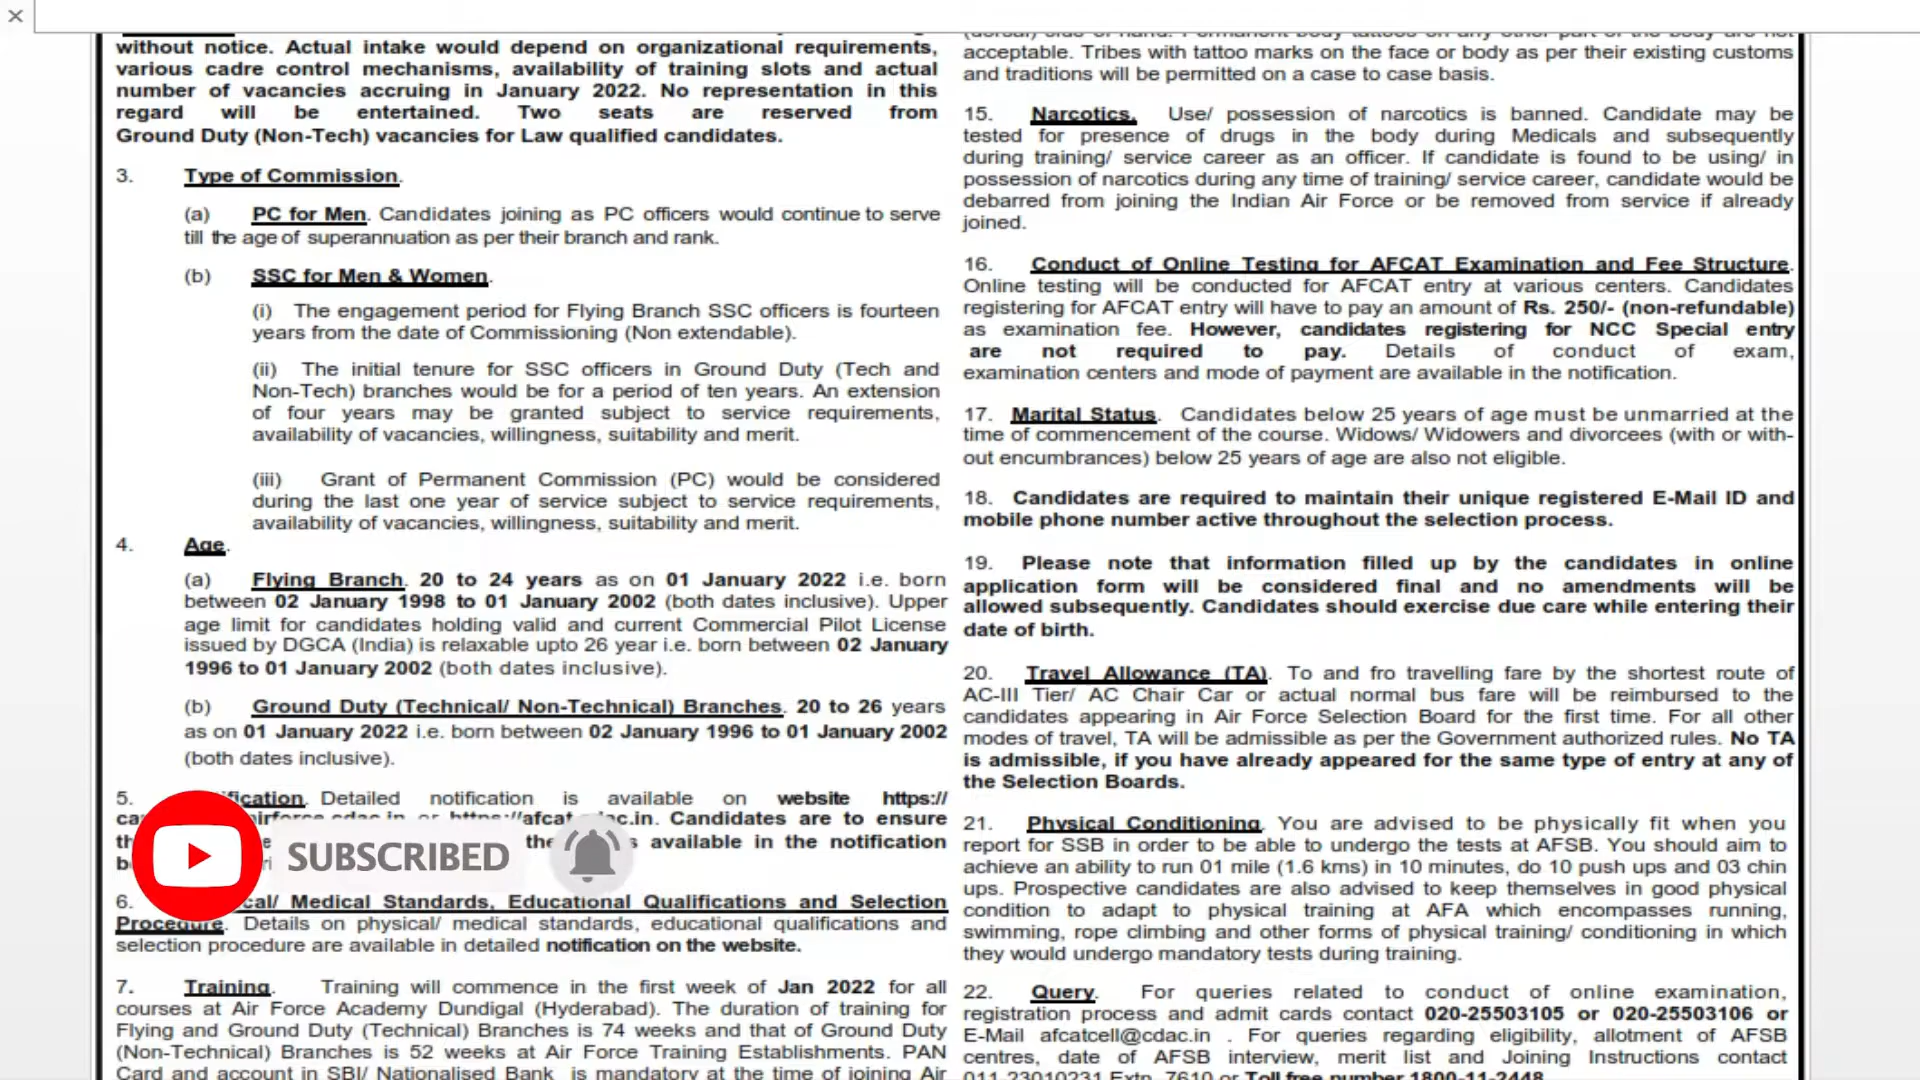 without notice. Actual intake would depend on organizational requirements,
various cadre control mechanisms, availability of training slots and actual
number of vacancies accruing in January 2022. No representation in this
regard will be entertained. Two seats are reserved from
Ground Duty (Non-Tech) vacancies for Law qualified candidates.
3. Type of Commission.
(a) PC for Men. Candidates joining as PC officers would continue to serve
till the age of superannuation as per their branch and rank.
(b) SSC for Men & Women.
(i) The engagement period for Flying Branch SSC officers is fourteen
years from the date of Commissioning (Non extendable).
(ii) The initial tenure for SSC officers in Ground Duty (Tech and
Non-Tech) branches would be for a period of ten years. An extension
of four years may be granted subject to service requirements,
availability of vacancies, willingness, suitability and merit.
(iii) Grant of Permanent Commission (PC) would be considered
during the last one year of service subject to service requirements,
availability of vacancies, willingness, suitability and merit.
4. Age.
(a) Flying Branch. 20 to 24 years as on 01 January 2022 i.e. born
between 02 January 1998 to 01 January 2002 (both dates inclusive). Upper
age limit for candidates holding valid and current Commercial Pilot License
issued by DGCA (India) is relaxable upto 26 year i.e. born between 02 January
1996 to 01 January 2002 (both dates inclusive).
(b) Ground Duty (Technical/ Non-Technical) Branches. 20 to 26 years
as on 01 January 2022 i.e. born between 02 January 1996 to 01 January 2002
(both dates inclusive).
5. Detailed notification is available on website https://
Candidates are to ensure
available in the notification
SUBSCRIBED
6. Medical Standards, Educational Qualifications and Selection
Procedure. Details on physical/ medical standards, educational qualifications and
selection procedure are available in detailed notification on the website.
7. Training. Training will commence in the first week of Jan 2022 for all
courses at Air Force Academy Dundigal (Hyderabad). The duration of training for
Flying and Ground Duty (Technical) Branches is 74 weeks and that of Ground Duty
(Non-Technical) Branches is 52 weeks at Air Force Training Establishments. PAN
Card and account in SBI/ Nationalised Bank is mandatory at the time of joining Air
acceptable. Tribes with tattoo marks on the face or body as per their existing customs
and traditions will be permitted on a case to case basis.
15. Narcotics. Use/ possession of narcotics is banned. Candidate may be
tested for presence of drugs in the body during Medicals and subsequently
during training/ service career as an officer. If candidate is found to be using/ in
possession of narcotics during any time of training/ service career, candidate would be
debarred from joining the Indian Air Force or be removed from service if already
joined.
16. Conduct of Online Testing for AFCAT Examination and Fee Structure.
Online testing will be conducted for AFCAT entry at various centers. Candidates
registering for AFCAT entry will have to pay an amount of Rs. 250/- (non-refundable)
as examination fee. However, candidates registering for NCC Special entry
are not required to pay. Details of conduct of exam,
examination centers and mode of payment are available in the notification.
17. Marital Status. Candidates below 25 years of age must be unmarried at the
time of commencement of the course. Widows/ Widowers and divorcees (with or with-
out encumbrances) below 25 years of age are also not eligible.
18. Candidates are required to maintain their unique registered E-Mail ID and
mobile phone number active throughout the selection process.
19. Please note that information filled up by the candidates in online
application form will be considered final and no amendments will be
allowed subsequently. Candidates should exercise due care while entering their
date of birth.
20. Travel Allowance (TA). To and fro travelling fare by the shortest route of
AC-III Tier/ AC Chair Car or actual normal bus fare will be reimbursed to the
candidates appearing in Air Force Selection Board for the first time. For all other
modes of travel, TA will be admissible as per the Government authorized rules. No TA
is admissible, if you have already appeared for the same type of entry at any of
the Selection Boards.
21. Physical Conditioning. You are advised to be physically fit when you
report for SSB in order to be able to undergo the tests at AFSB. You should aim to
achieve an ability to run 01 mile (1.6 kms) in 10 minutes, do 10 push ups and 03 chin
ups. Prospective candidates are also advised to keep themselves in good physical
condition to adapt to physical training at AFA which encompasses running,
swimming, rope climbing and other forms of physical training/ conditioning in which
they would undergo mandatory tests during training.
22. Query. For queries related to conduct of online examination,
registration process and admit cards contact 020-25503105 or 020-25503106 or
E-Mail afcatcell@cdac.in . For queries regarding eligibility, allotment of AFSB
centres, date of AFSB interview, merit list and Joining Instructions contact
011-23010231 Extn. 7610 or Toll free number 1800-11-2448